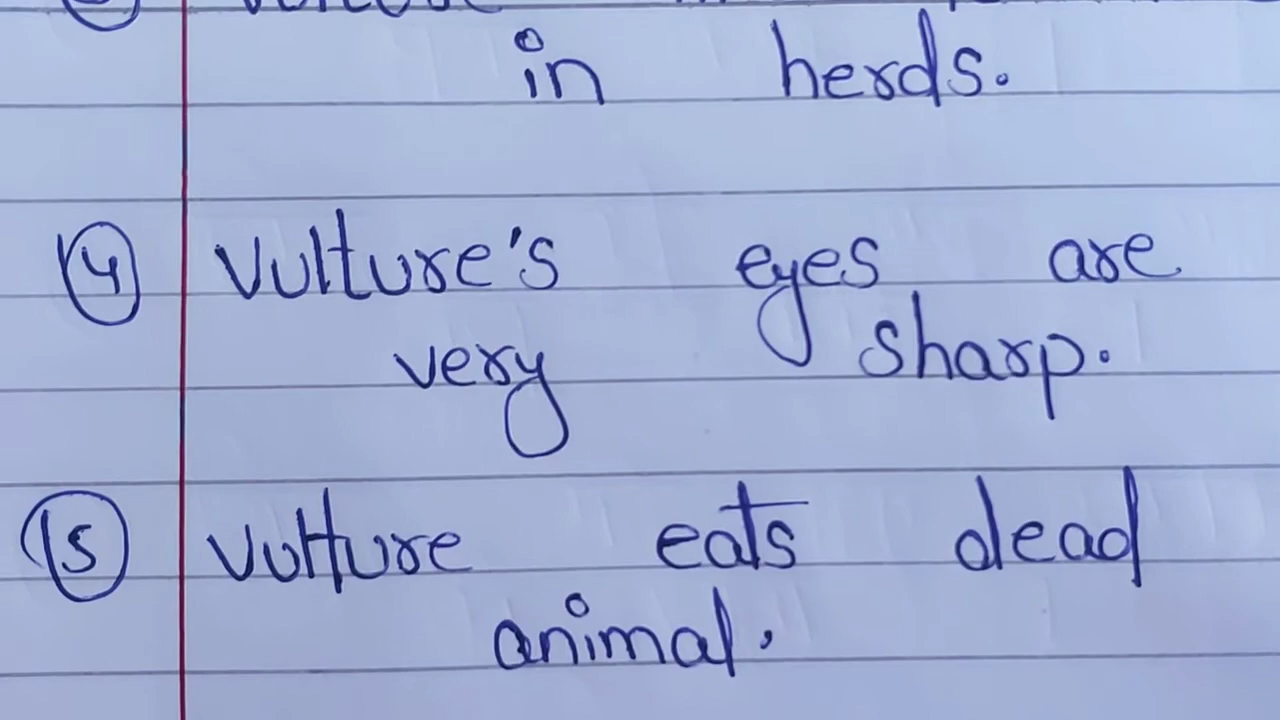 in herds.
4 Vulture's eyes are
very sharp.
5 Vulture eats dead
animal.